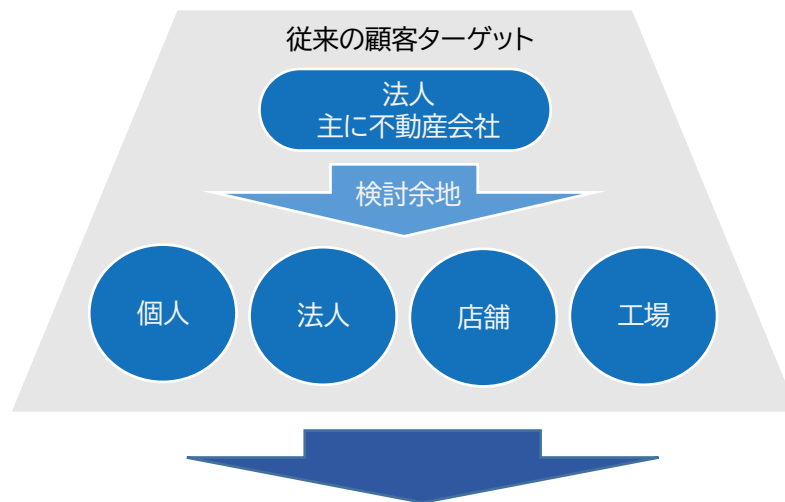 従来の顧客ターゲット
法人
主に不動産会社
検討余地
個人
法人
店舗
工場